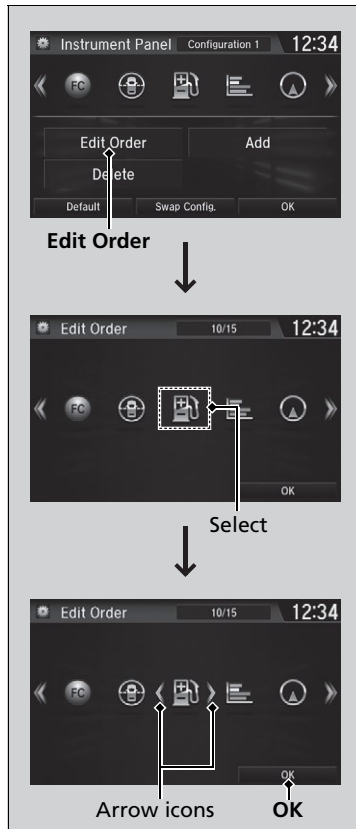 Instrument Panel Configuration 1 12:34
FC
Edit Order Add
Delete
Default Swap Config. OK
Edit Order
Edit Order 10/15 12:34
FC
OK
Select
Edit Order 10/15 12:34
FC
OK
Arrow icons OK